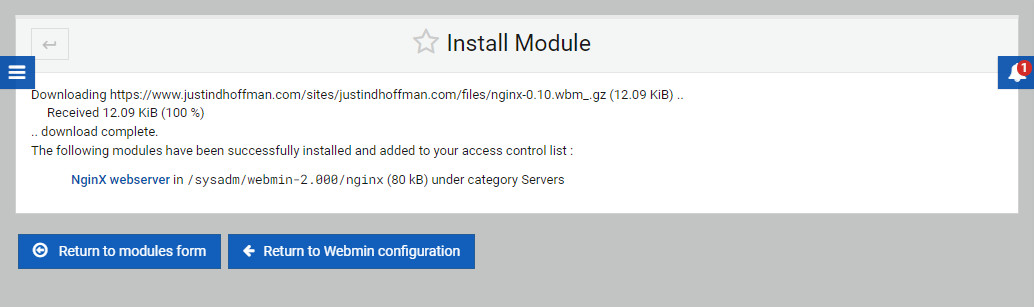 Install Module
1
Downloading https://www.justindhoffman.com/sites/justindhoffman.com/files/nginx-0.10.wbm_.gz (12.09 KiB) ..
Received 12.09 KiB (100 %)
.. download complete.
The following modules have been successfully installed and added to your access control list :
NginX webserver in /sysadm/webmin-2.000/nginx (80 kB) under category Servers
Return to modules form
Return to Webmin configuration